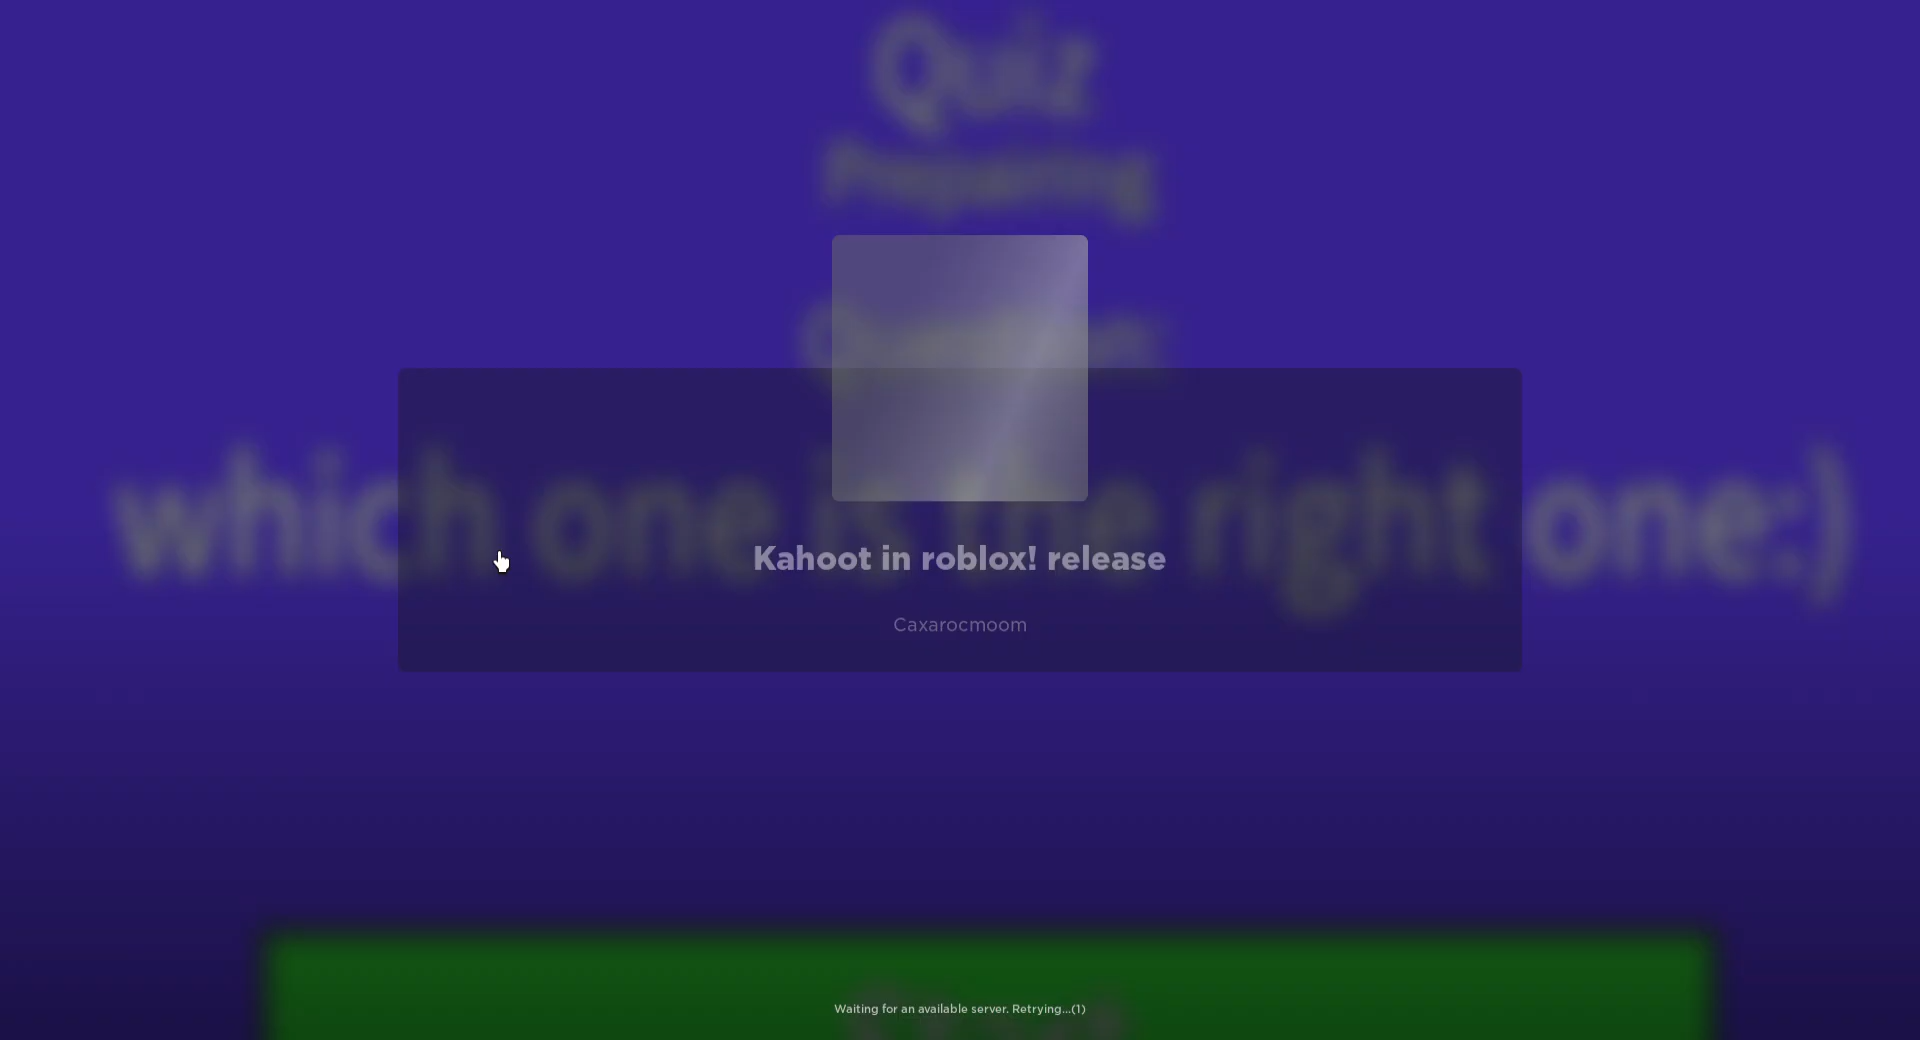 Quiz
Preparing
which one is the right one:)
Kahoot in roblox! release
Caxarocmoom
Waiting for an available server. Retrying...(1)